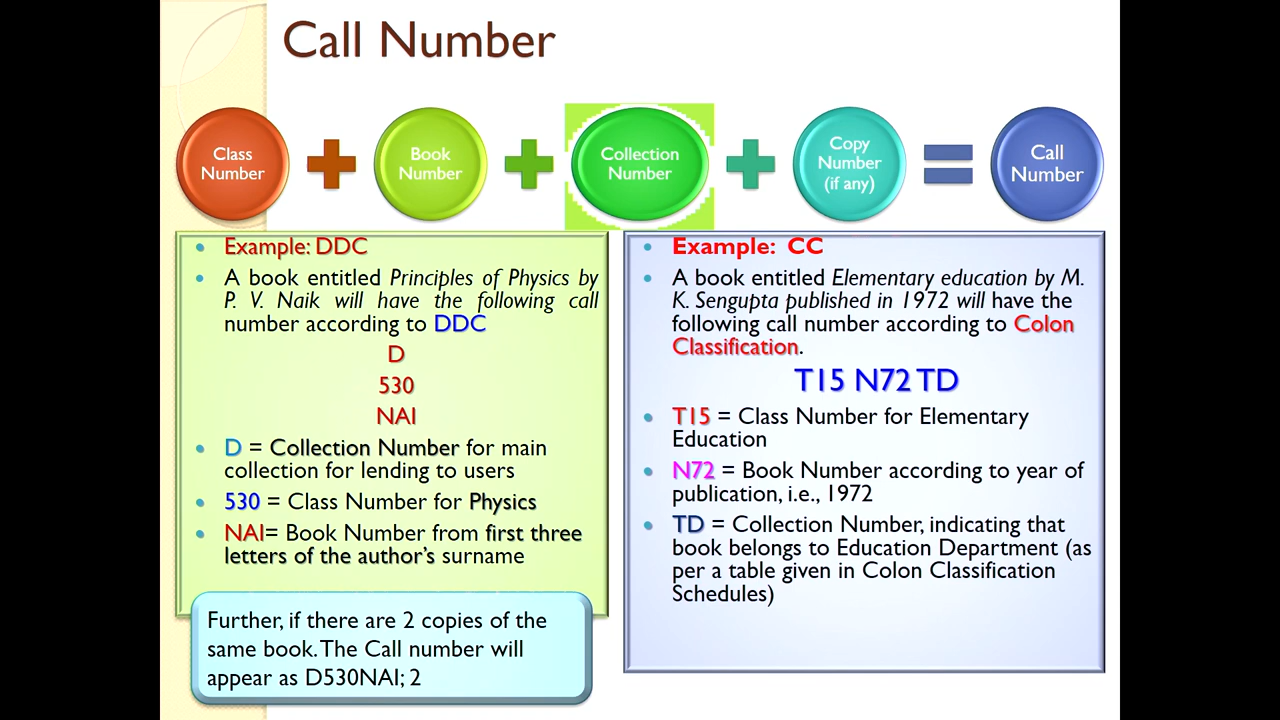 Call Number
Class
Number
Book
Number
Collection
Number
Copy
Number
(if any)
Call
Number
Example: DDC
A book entitled Principles of Physics by
P. V. Naik will have the following call
number according to DDC
D
530
NAI
D = Collection Number for main
collection for lending to users
530 = Class Number for Physics
NAI= Book Number from first three
letters of the author's surname
Further, if there are 2 copies of the
same book. The Call number will
appear as D530NAI; 2
Example: CC
A book entitled Elementary education by M.
K. Sengupta published in 1972 will have the
following call number according to Colon
Classification.
T15 N72 TD
T15 = Class Number for Elementary
Education
N72 = Book Number according to year of
publication, i.e., 1972
TD = Collection Number, indicating that
book belongs to Education Department (as
per a table given in Colon Classification
Schedules)